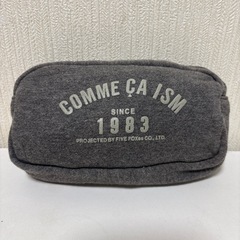 COMME ÇA ISM
SINCE
1983
PROJECTED BY FIVE FOXes CO., LTD.